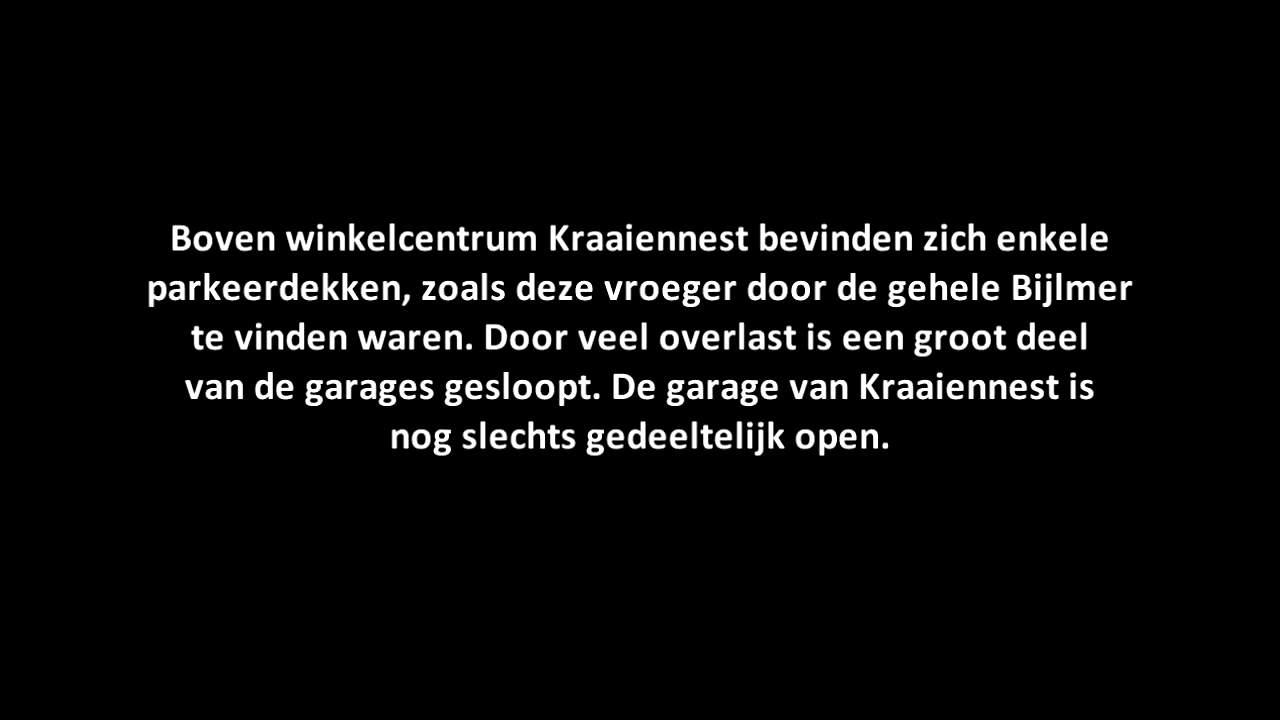 Boven winkelcentrum Kraaiennest bevinden zich enkele
parkeerdekken, zoals deze vroeger door de gehele Bijlmer
te vinden waren. Door veel overlast is een groot deel
van de garages gesloopt. De garage van Kraaiennest is
nog slechts gedeeltelijk open.